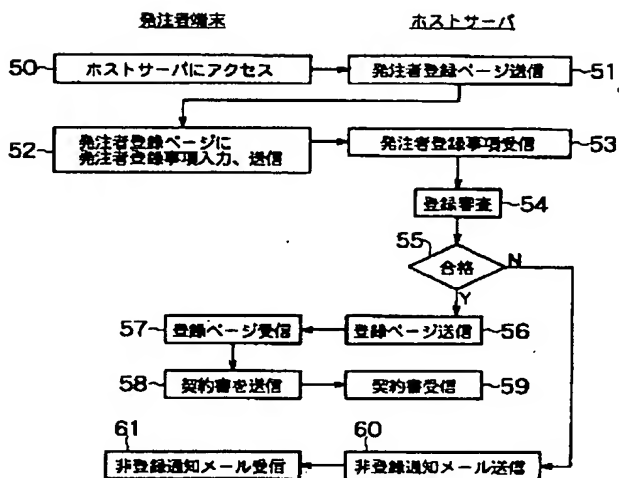 発注者端末
ホストサーバ
50
ホストサーバにアクセス
発注者登録ページ送信
51
52
発注者登録ページに
発注者登録事項入力、送信
発注者登録事項受信
53
登録審査
54
55
合格
N
Y
57
登録ページ受信
登録ページ送信
56
58
契約書を送信
契約書受信
59
61
60
非登録通知メール受信
非登録通知メール送信